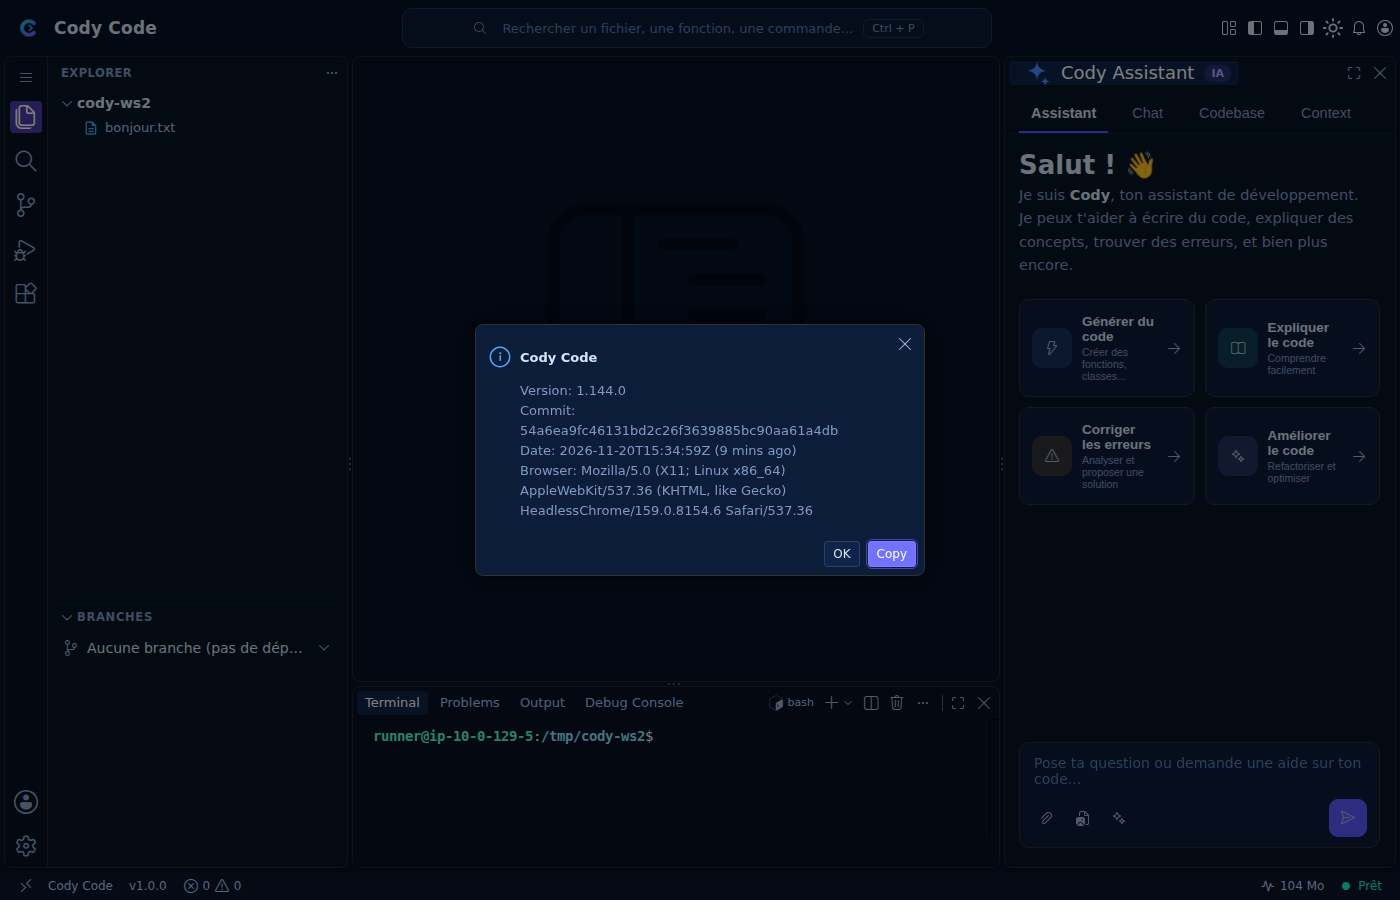 Cody Code
Rechercher un fichier, une fonction, une commande...
Ctrl + P
EXPLORER
cody-ws2
bonjour.txt
BRANCHES
Aucune branche (pas de dép...
Cody Code
Version: 1.144.0
Commit:
54a6ea9fc46131bd2c26f3639885bc90aa61a4db
Date: 2026-11-20T15:34:59Z (9 mins ago)
Browser: Mozilla/5.0 (X11; Linux x86_64)
AppleWebKit/537.36 (KHTML, like Gecko)
HeadlessChrome/159.0.8154.6 Safari/537.36
OK
Copy
Terminal
Problems
Output
Debug Console
bash
runner@ip-10-0-129-5:/tmp/cody-ws2$
Cody Assistant
IA
Assistant
Chat
Codebase
Context
Salut ! 👋
Je suis Cody, ton assistant de développement.
Je peux t'aider à écrire du code, expliquer des
concepts, trouver des erreurs, et bien plus
encore.
Générer du
code
Créer des
fonctions,
classes...
Expliquer
le code
Comprendre
facilement
Corriger
les erreurs
Analyser et
proposer une
solution
Améliorer
le code
Refactoriser et
optimiser
Pose ta question ou demande une aide sur ton
code...
Cody Code
v1.0.0
0
0
104 Mo
Prêt